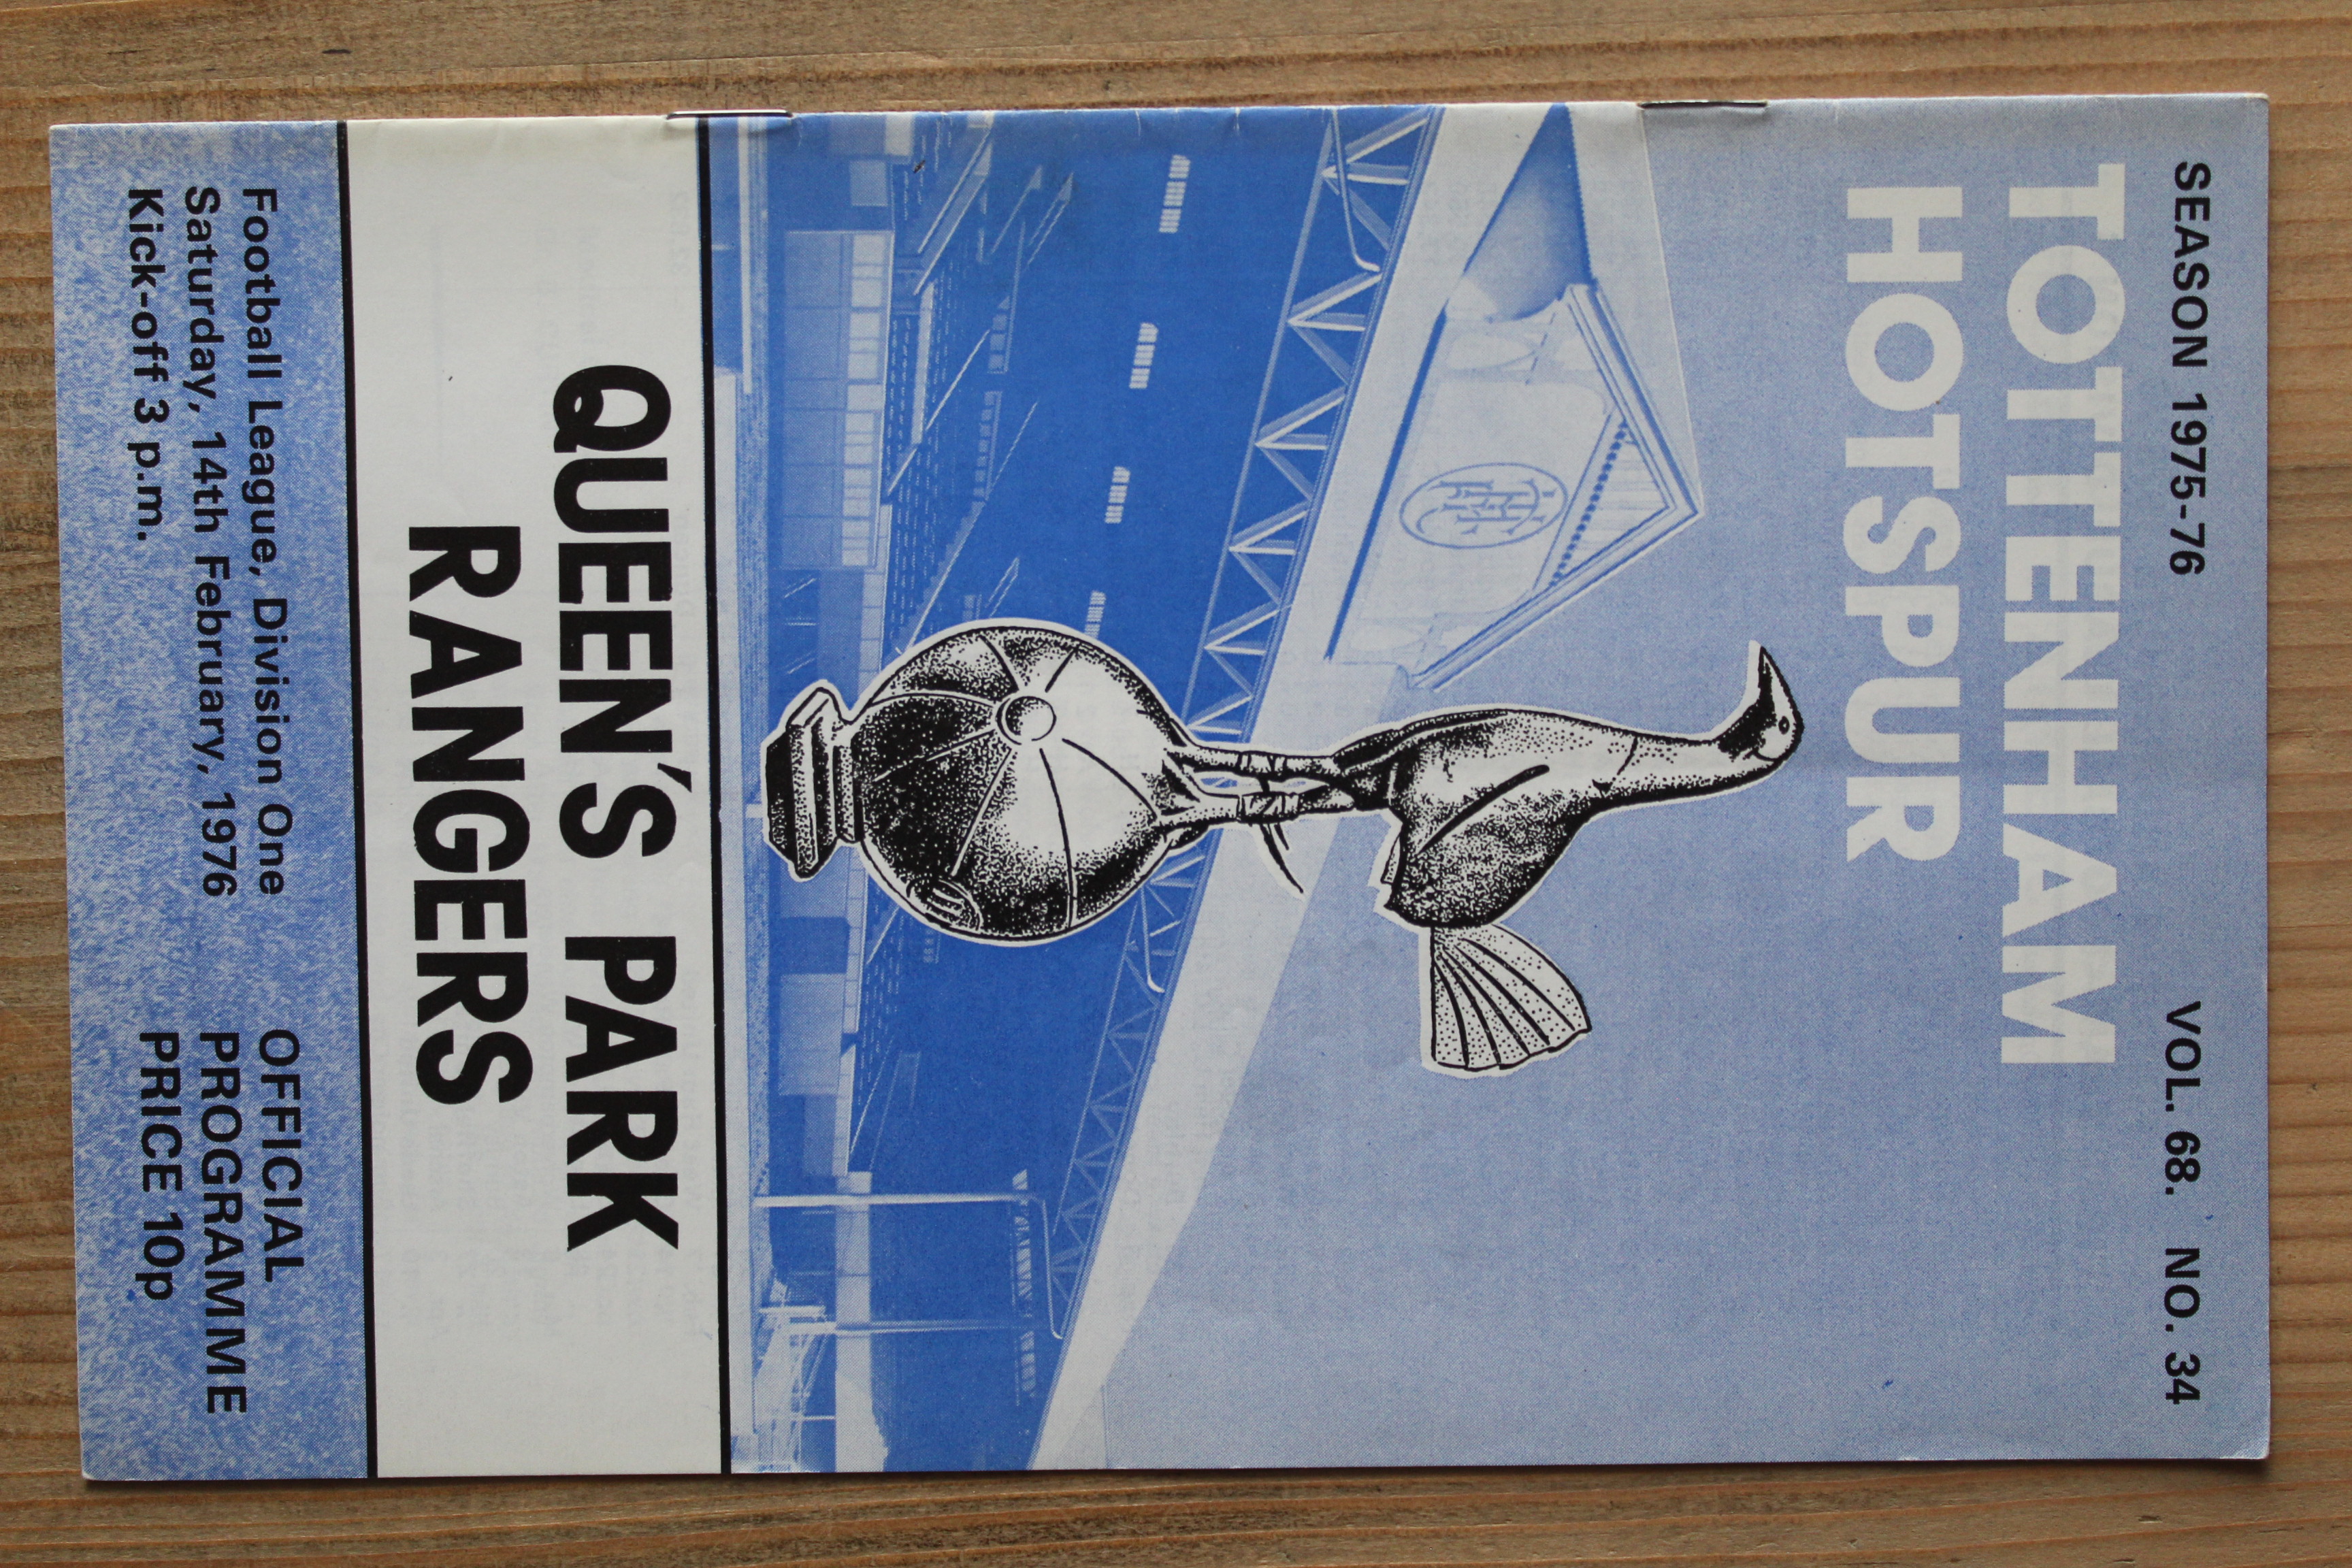 SEASON 1975-76 VOL. 68. NO. 34
TOTTENHAM
HOTSPUR
QUEEN'S PARK
RANGERS
Football League, Division One
Saturday, 14th February, 1976
Kick-off 3 p.m.
OFFICIAL
PROGRAMME
PRICE 10p